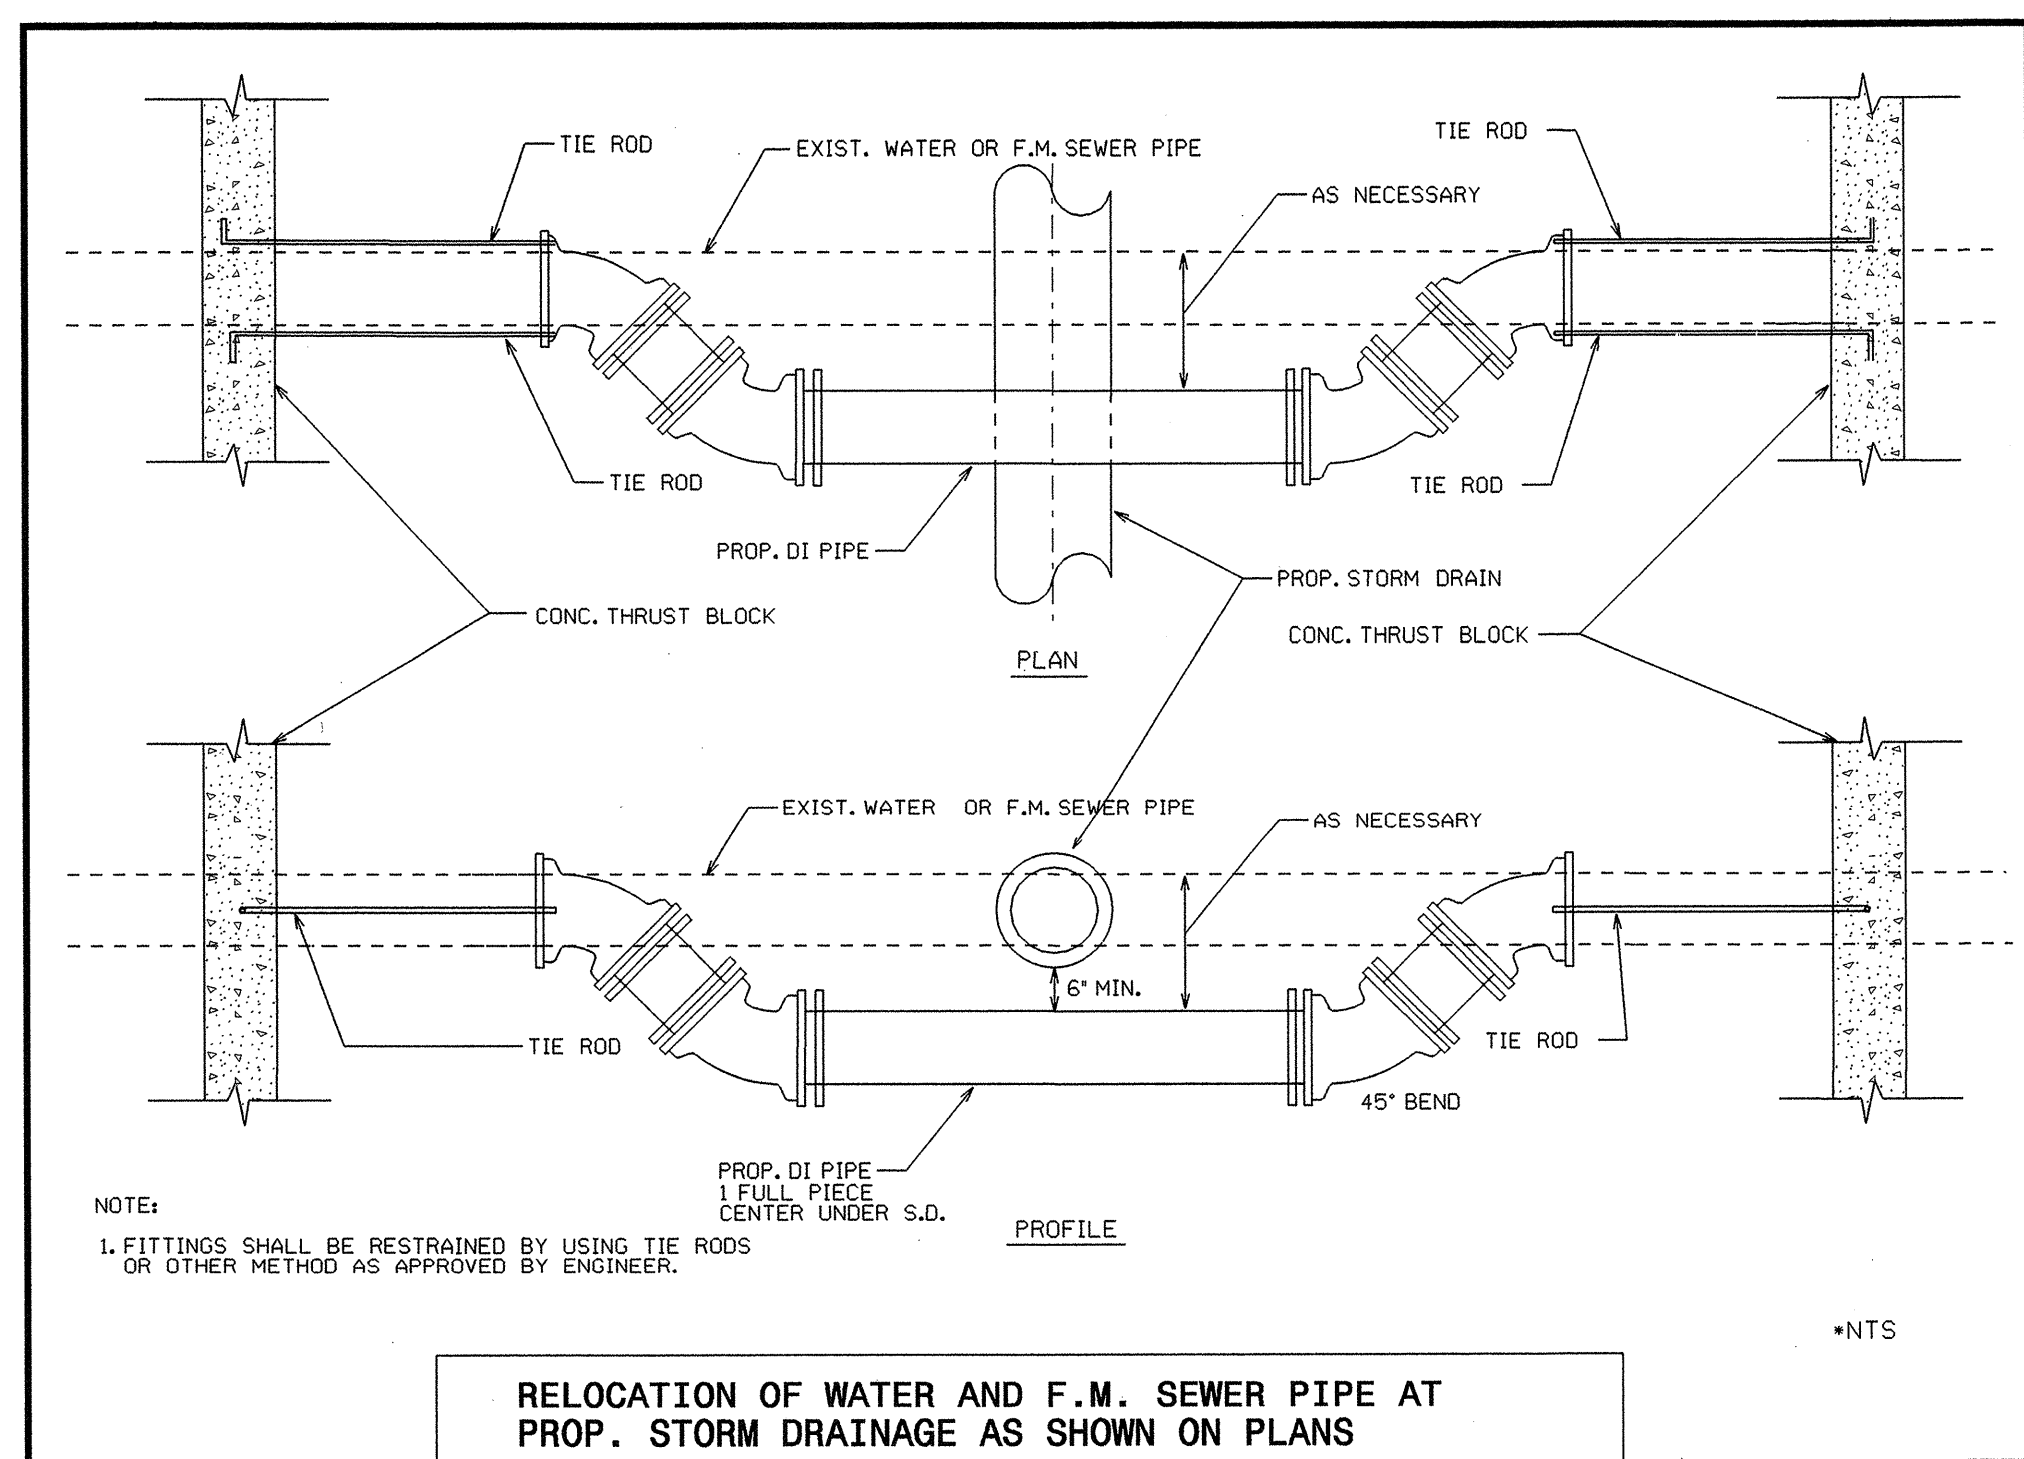 TIE ROD
EXIST. WATER OR F.M. SEWER PIPE
TIE ROD
AS NECESSARY
TIE ROD
TIE ROD
PROP. DI PIPE
PROP. STORM DRAIN
CONC. THRUST BLOCK
CONC. THRUST BLOCK
PLAN
EXIST. WATER OR F.M. SEWER PIPE
AS NECESSARY
6" MIN.
TIE ROD
TIE ROD
45° BEND
PROP. DI PIPE
1 FULL PIECE
CENTER UNDER S.D.
PROFILE
NOTE:
1. FITTINGS SHALL BE RESTRAINED BY USING TIE RODS
OR OTHER METHOD AS APPROVED BY ENGINEER.
*NTS
RELOCATION OF WATER AND F.M. SEWER PIPE AT
PROP. STORM DRAINAGE AS SHOWN ON PLANS